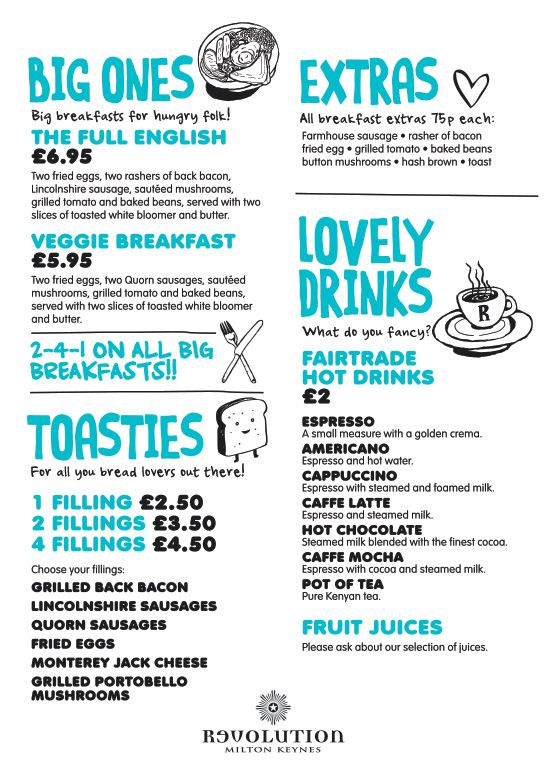 BIG ONES
Big breakfasts for hungry folk!
THE FULL ENGLISH
£6.95
Two fried eggs, two rashers of back bacon,
Lincolnshire sausage, sautéed mushrooms,
grilled tomato and baked beans, served with two
slices of toasted white bloomer and butter.
VEGGIE BREAKFAST
£5.95
Two fried eggs, two Quorn sausages, sautéed
mushrooms, grilled tomato and baked beans,
served with two slices of toasted white bloomer
and butter.
2-4-1 ON ALL BIG
BREAKFASTS!!
TOASTIES
For all you bread lovers out there!
1 FILLING £2.50
2 FILLINGS £3.50
4 FILLINGS £4.50
Choose your fillings:
GRILLED BACK BACON
LINCOLNSHIRE SAUSAGES
QUORN SAUSAGES
FRIED EGGS
MONTEREY JACK CHEESE
GRILLED PORTOBELLO
MUSHROOMS
EXTRAS
All breakfast extras 75p each:
Farmhouse sausage • rasher of bacon
fried egg • grilled tomato • baked beans
button mushrooms • hash brown • toast
LOVELY
DRINKS
What do you fancy?
R
FAIRTRADE
HOT DRINKS
£2
ESPRESSO
A small measure with a golden crema.
AMERICANO
Espresso and hot water.
CAPPUCCINO
Espresso with steamed and foamed milk.
CAFFE LATTE
Espresso and steamed milk.
HOT CHOCOLATE
Steamed milk blended with the finest cocoa.
CAFFE MOCHA
Espresso with cocoa and steamed milk.
POT OF TEA
Pure Kenyan tea.
FRUIT JUICES
Please ask about our selection of juices.
REVOLUTION
MILTON KEYNES